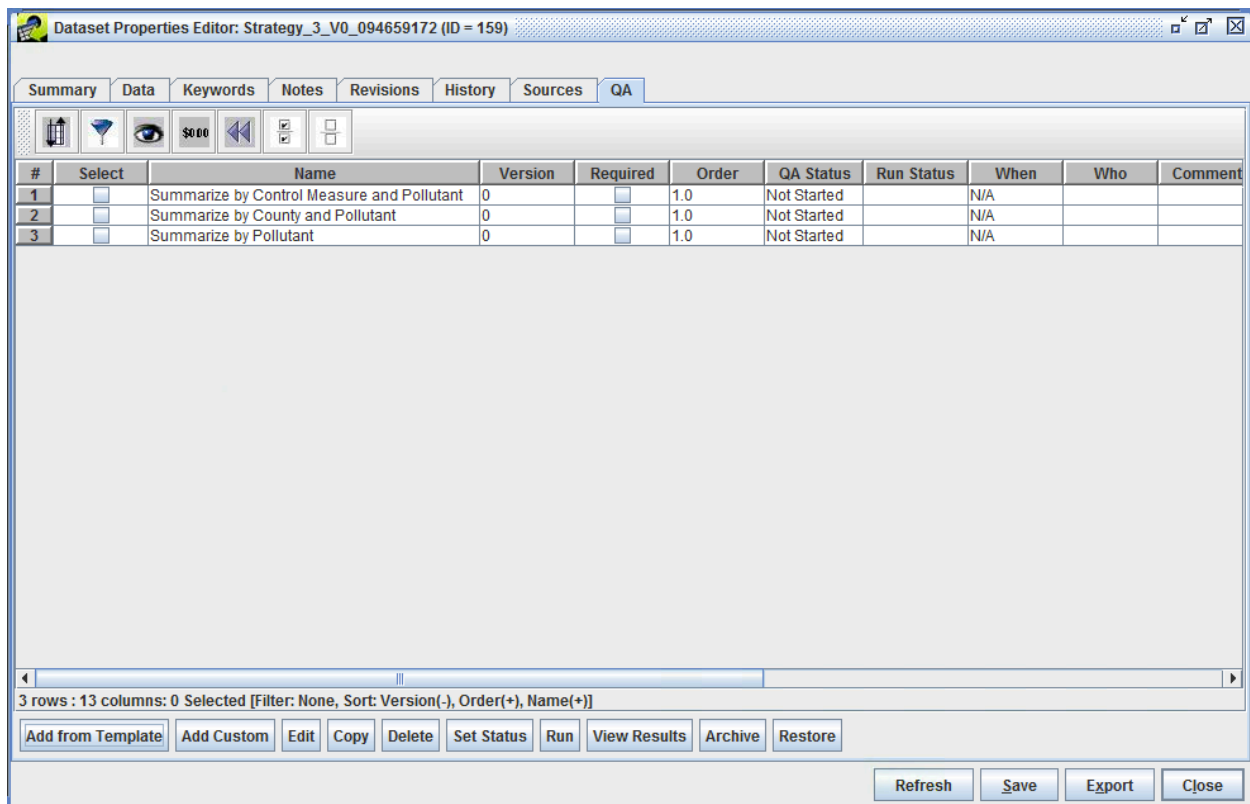 Dataset Properties Editor: Strategy_3_V0_094659172 (ID = 159)
Summary Data Keywords Notes Revisions History Sources QA
$0.00
# Select Name Version Required Order QA Status Run Status When Who Comment
1 Summarize by Control Measure and Pollutant 0 1.0 Not Started N/A
2 Summarize by County and Pollutant 0 1.0 Not Started N/A
3 Summarize by Pollutant 0 1.0 Not Started N/A
3 rows : 13 columns: 0 Selected [Filter: None, Sort: Version(-), Order(+), Name(+)]
Add from Template Add Custom Edit Copy Delete Set Status Run View Results Archive Restore
Refresh Save Export Close